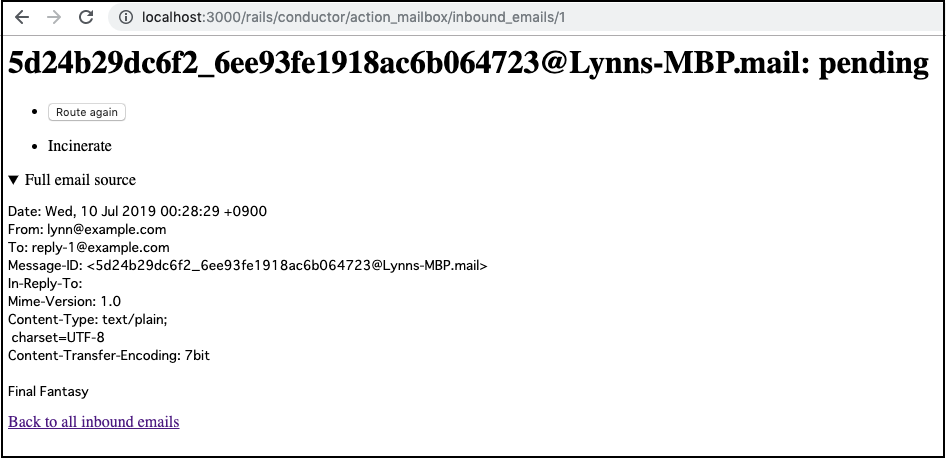 localhost:3000/rails/conductor/action_mailbox/inbound_emails/1
5d24b29dc6f2_6ee93fe1918ac6b064723@Lynns-MBP.mail: pending
Route again
Incinerate
Full email source
Date: Wed, 10 Jul 2019 00:28:29 +0900
From: lynn@example.com
To: reply-1@example.com
Message-ID: <5d24b29dc6f2_6ee93fe1918ac6b064723@Lynns-MBP.mail>
In-Reply-To:
Mime-Version: 1.0
Content-Type: text/plain;
charset=UTF-8
Content-Transfer-Encoding: 7bit
Final Fantasy
Back to all inbound emails